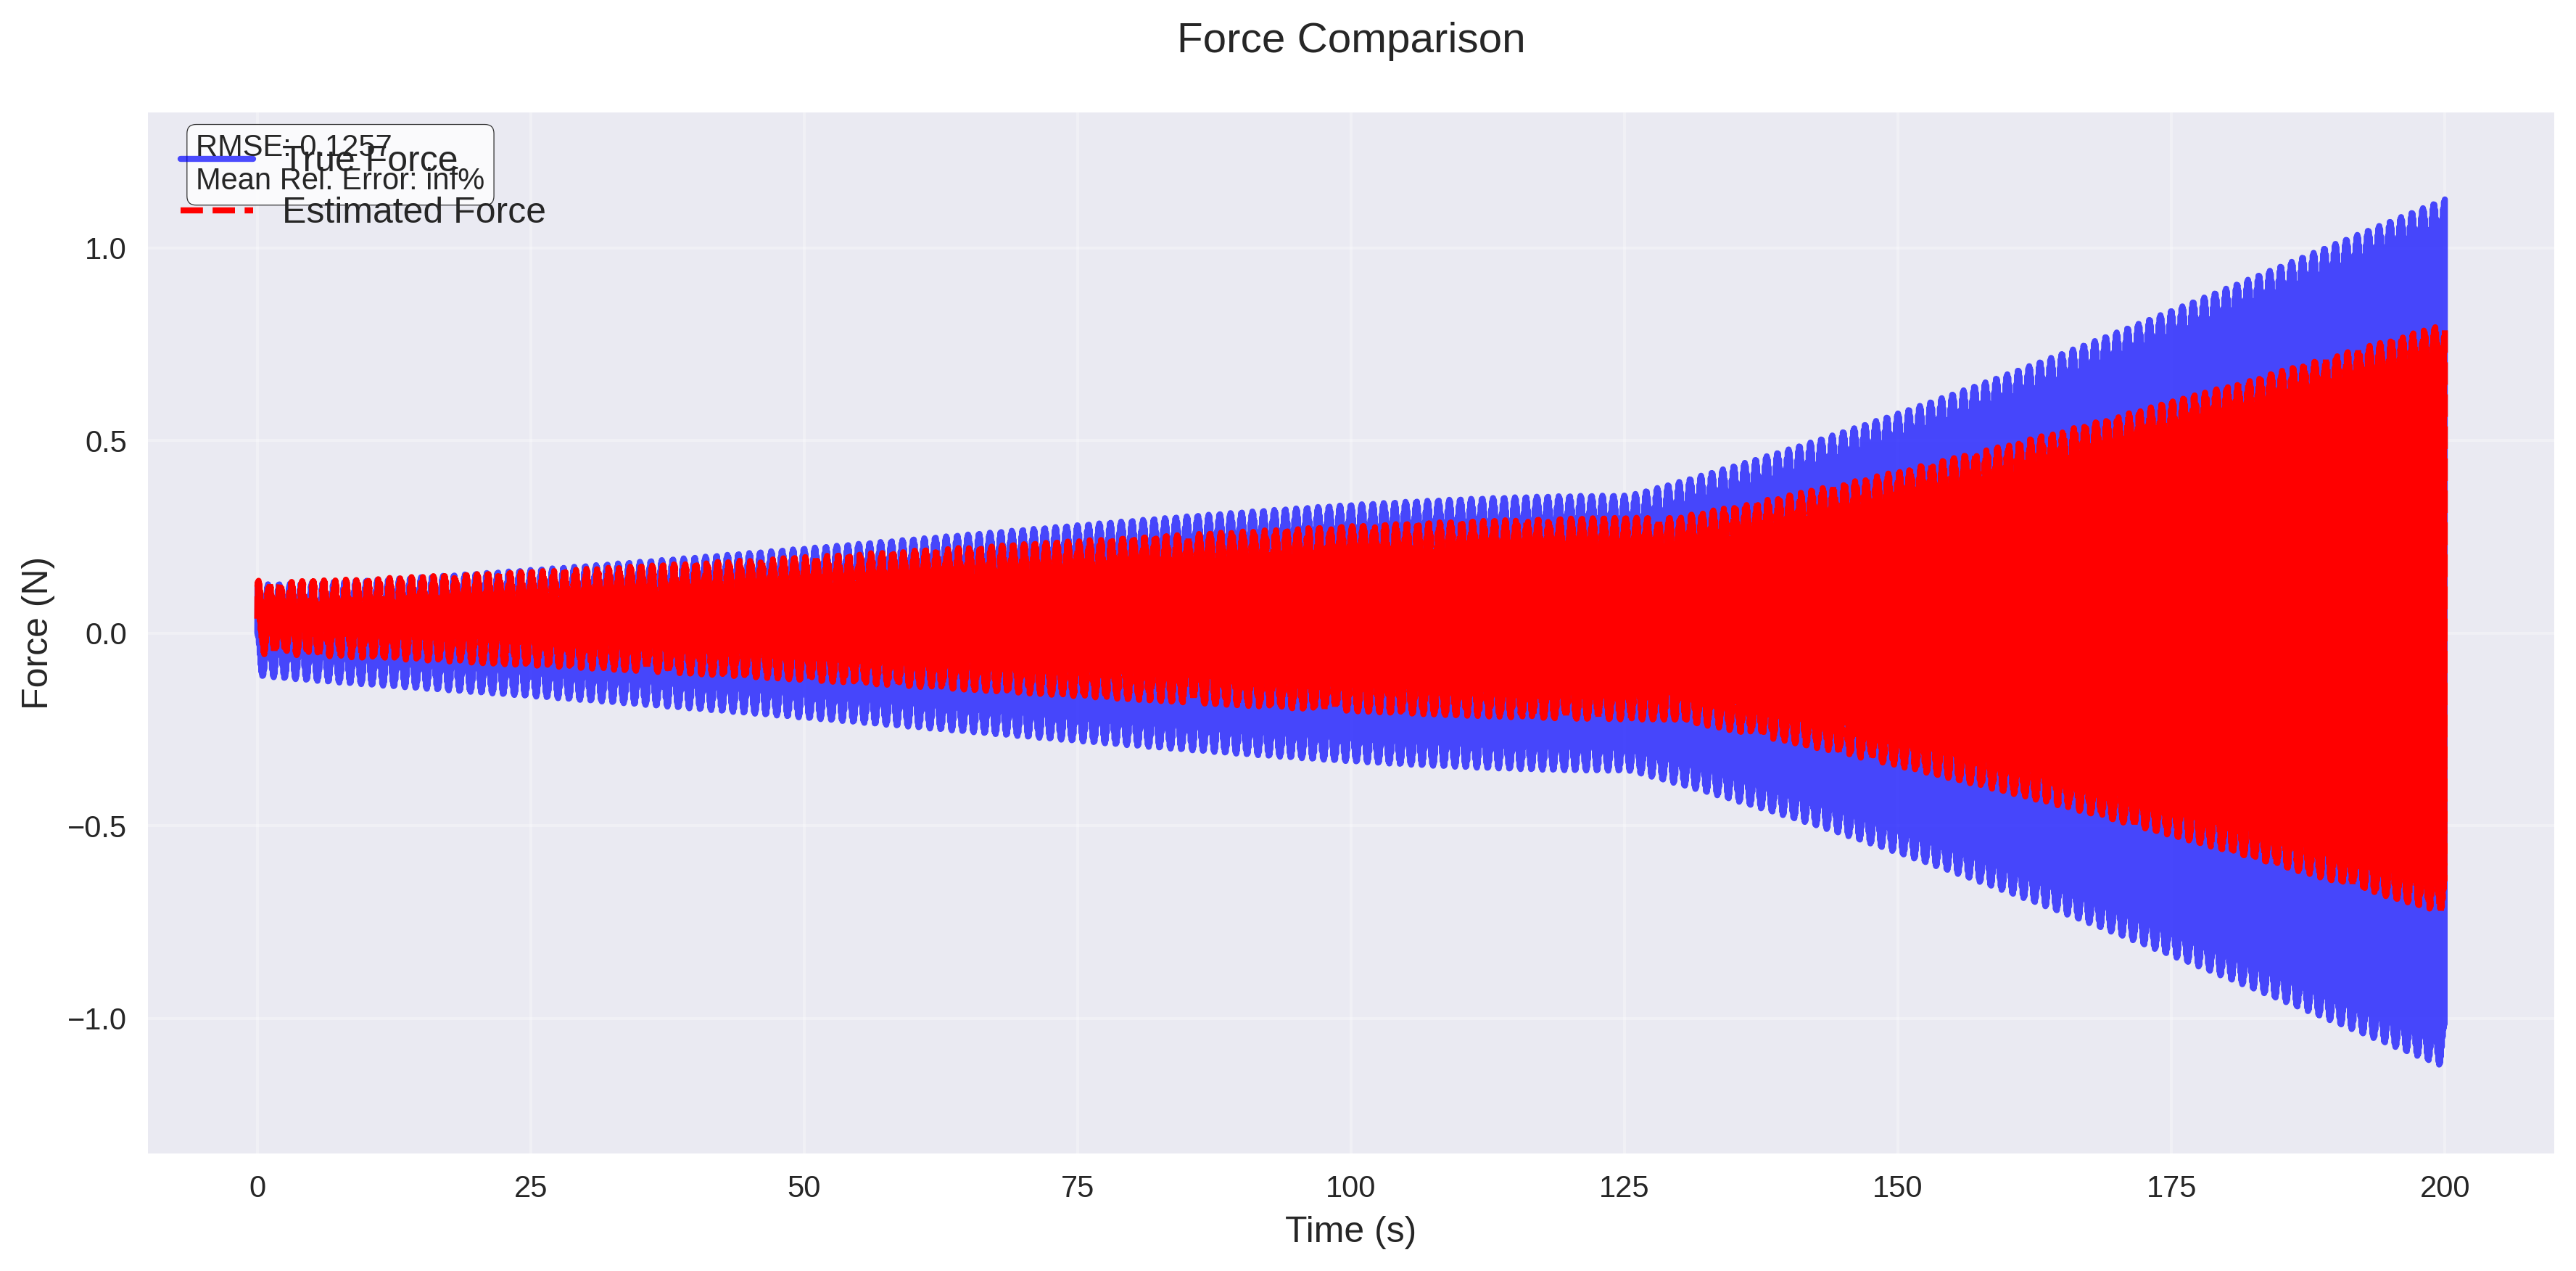 Force Comparison
RMSE: 0.1257
True Force
Mean Rel. Error: inf%
Estimated Force
1.0
0.5
0.0
−0.5
−1.0
Force (N)
0 25 50 75 100 125 150 175 200
Time (s)